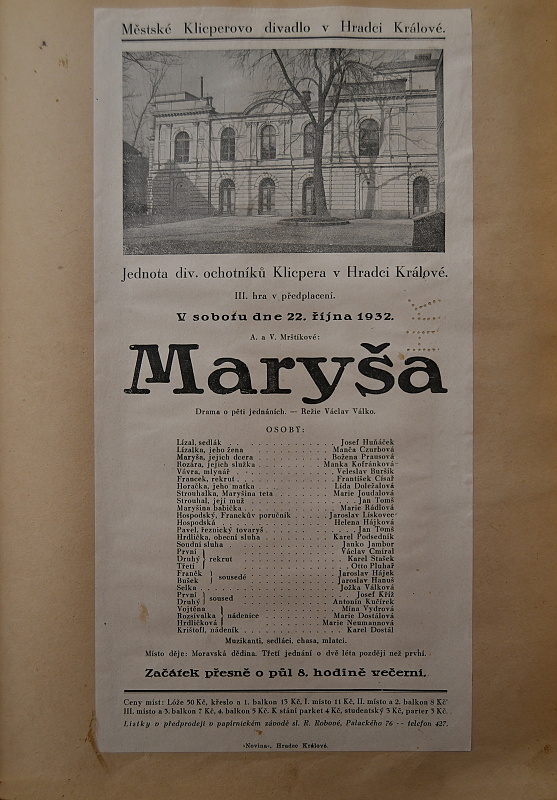 Městské Klicperovo divadlo v Hradci Králové.
Jednota div. ochotníků Klicpera v Hradci Králové.
III. hra v předplacení.
V sobotu dne 22. října 1932.
A. a V. Mrštíkové:
Maryša
Drama o pěti jednáních. — Režie Václav Válko.
OSOBY:
Lízal, sedlák . . . Josef Huňáček
Lízalka, jeho žena . . . Manča Czurbová
Maryša, jejich dcera . . . Božena Prausová
Rozára, jejich služka . . . Manka Kofránková
Vávra, mlynář . . . Veleslav Buršík
Francek, rekrut . . . František Císař
Horačka, jeho matka . . . Lída Doležalová
Strouhalka, Maryšina teta . . . Marie Joudalová
Strouhal, její muž . . . Jan Tomš
Maryšina babička . . . Marie Rádlová
Hospodský, Franckův poručník . . . Jaroslav Liskovec
Hospodská . . . Helena Hájková
Pavel, řeznický tovaryš . . . Jan Tomš
Hrdlička, obecní sluha . . . Karel Podsedník
Soudní sluha . . . Janko Jambor
První . . . Václav Cmíral
Druhý } rekrut . . . Karel Stašek
Třetí . . . Otto Pluhař
Franěk } sousedé . . . Jaroslav Hájek
Bušek . . . Jaroslav Hanuš
Selka . . . Jožka Válková
První } soused . . . Josef Kříž
Druhý . . . Antonín Kučírek
Vojtěna . . . Mína Vydrová
Rozsívalka } nádenice . . . Marie Dostálová
Hrdličková . . . Marie Neumannová
Krištofl, nádeník . . . Karel Dostál
Muzikanti, sedláci, chasa, mlatci.
Místo děje: Moravská dědina. Třetí jednání o dvě léta později než prvhí.
Začátek přesně o půl 8. hodině večerní.
Ceny míst: Lóže 50 Kč, křeslo a 1. balkon 13 Kč, I. místo 11 Kč, II. místo a 2. balkon 8 Kč
III. místo a 3. balkon 7 Kč, 4. balkon 5 Kč. K stání parket 4 Kč, studentský 3 Kč, parter 3 Kč.
Lístky v předprodeji v papírnickém závodě sl. R. Robové, Palackého 76 -- telefon 427.
«Novina», Hradec Králové.